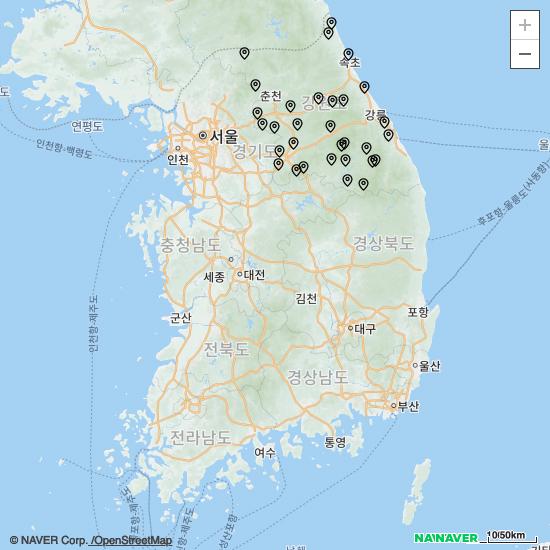 +
−
속초
춘천
강원도
강릉
연평도
서울
인천항-백령도
인천
경기도
울
후포항-울릉도(사동항)
충청남도
경상북도
세종
대전
김천
군산
포항
인천항-제주도
대구
전북도
울산
경상남도
부산
전라남도
여수
통영
© NAVER Corp. /OpenStreetMap
NAVER
10/50km